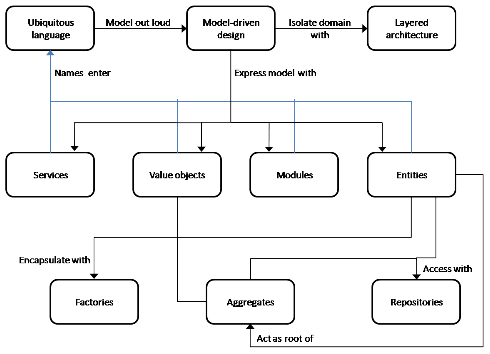 Ubiquitous
language
Model out loud
Model-driven
design
Isolate domain
with
Layered
architecture
Names enter
Express model with
Services
Value objects
Modules
Entities
Encapsulate with
Access with
Factories
Aggregates
Repositories
Act as root of